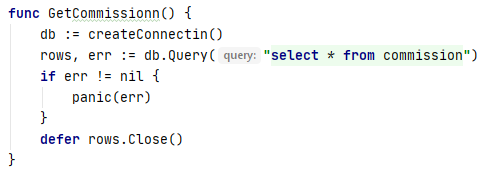 func GetCommissionn() {
    db := createConnectin()
    rows, err := db.Query( query: "select * from commission")
    if err != nil {
        panic(err)
    }
    defer rows.Close()
}